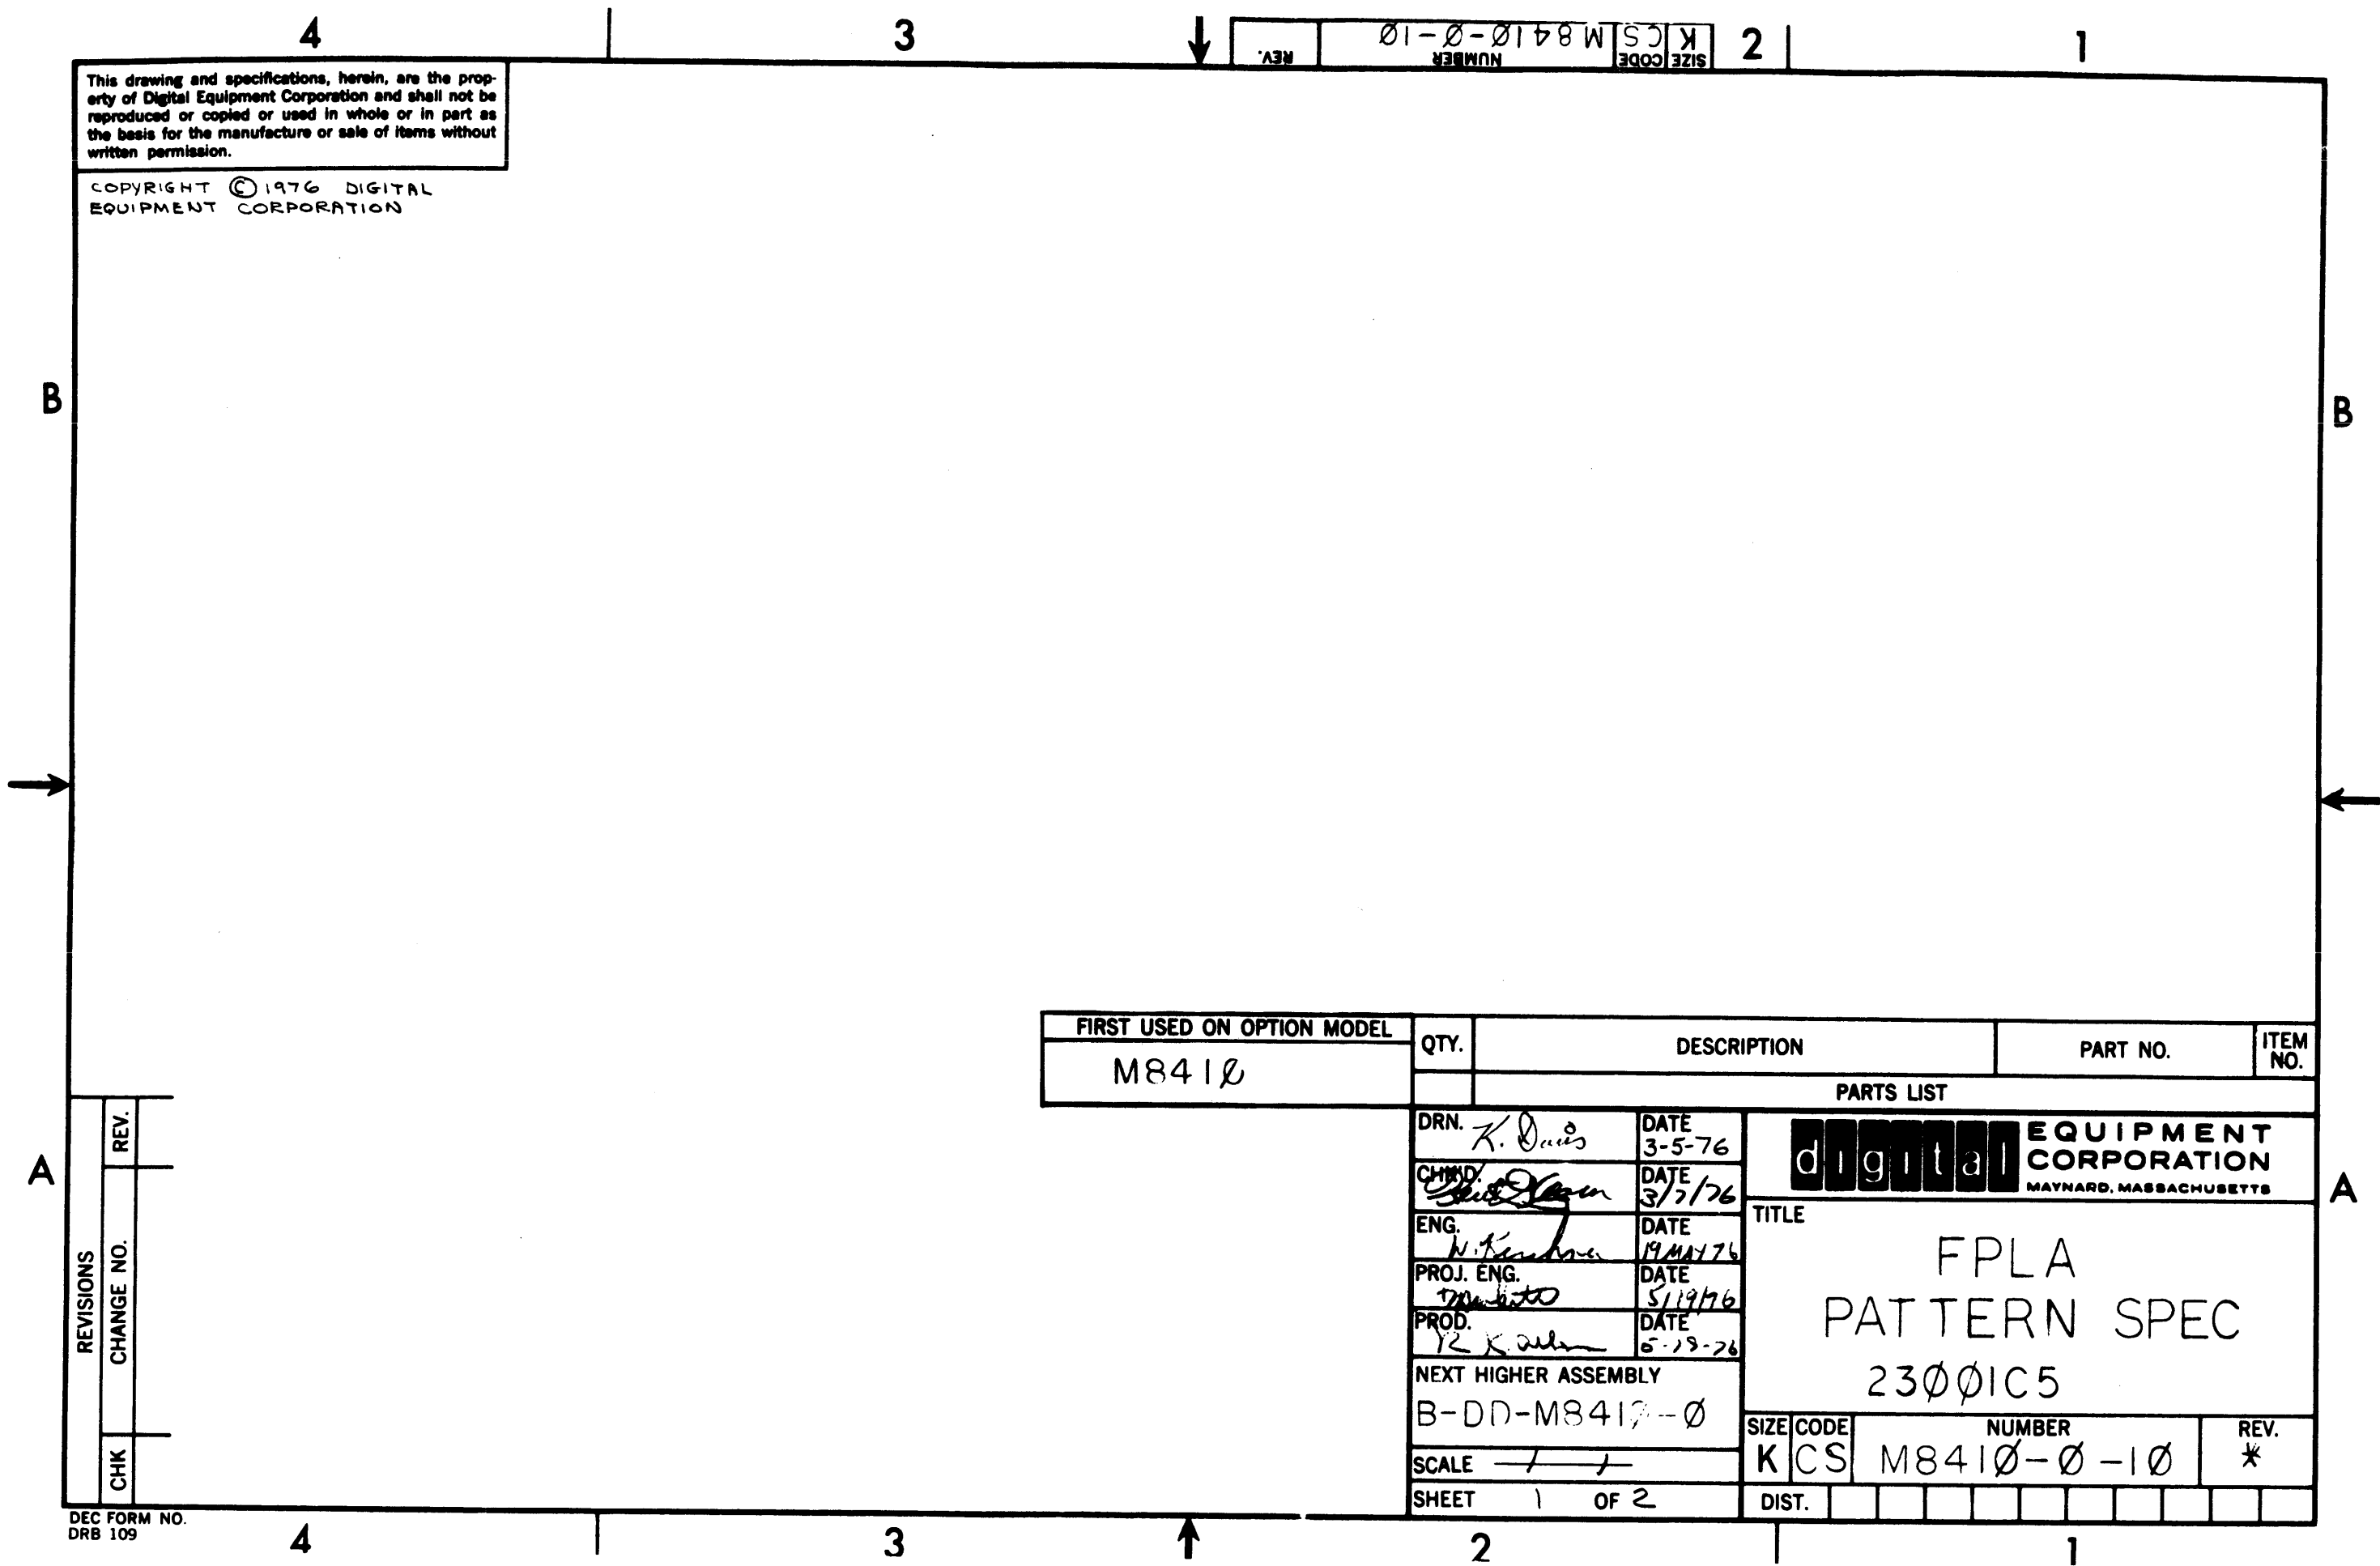 4 3 2 1
REV. NUMBER CODE SIZE
M8410-0-10 CS K
This drawing and specifications, herein, are the prop-
erty of Digital Equipment Corporation and shall not be
reproduced or copied or used in whole or in part as
the basis for the manufacture or sale of items without
written permission.
COPYRIGHT © 1976 DIGITAL
EQUIPMENT CORPORATION
B B
FIRST USED ON OPTION MODEL
M8410
QTY. DESCRIPTION PART NO. ITEM NO.
PARTS LIST
A A
REVISIONS
CHK CHANGE NO. REV.
DRN. K. Davis DATE 3-5-76
CHK'D. DATE 3/7/76
ENG. DATE 19 MAY 76
PROJ. ENG. DATE 5/19/76
PROD. DATE
NEXT HIGHER ASSEMBLY
B-DD-M841 -Ø
SCALE
SHEET 1 OF 2
digital EQUIPMENT
CORPORATION
MAYNARD, MASSACHUSETTS
TITLE
FPLA
PATTERN SPEC
23ØØ1C5
SIZE CODE NUMBER REV.
K CS M841Ø-Ø-1Ø *
DIST.
DEC FORM NO.
DRB 109
4 3 2 1